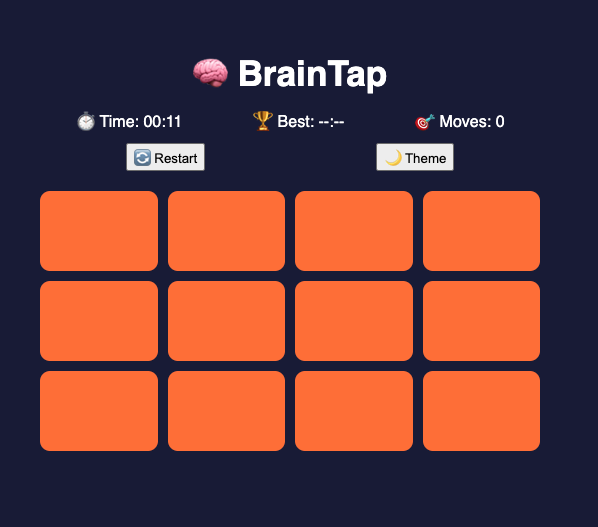 🧠 BrainTap
⏱️ Time: 00:11 🏆 Best: --:-- 🎯 Moves: 0
🔄 Restart 🌙 Theme